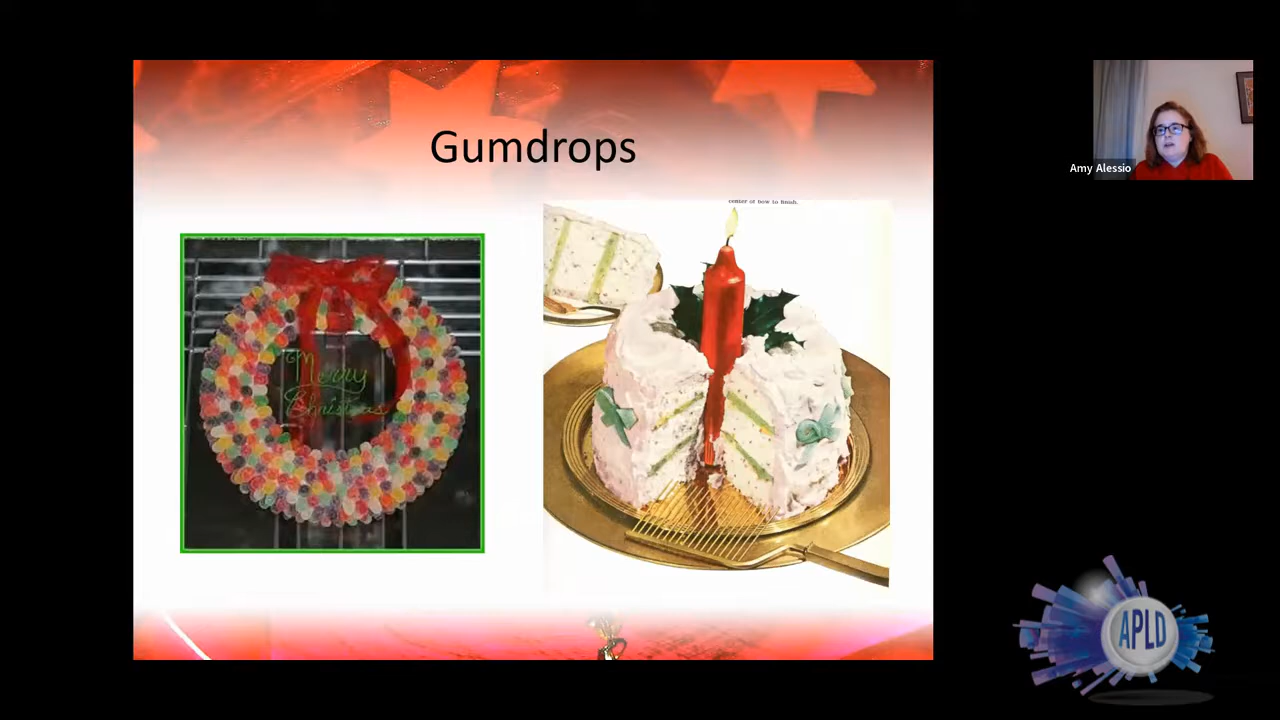 Gumdrops
center of bow to finish.
Merry
Christmas
Amy Alessio
APLD